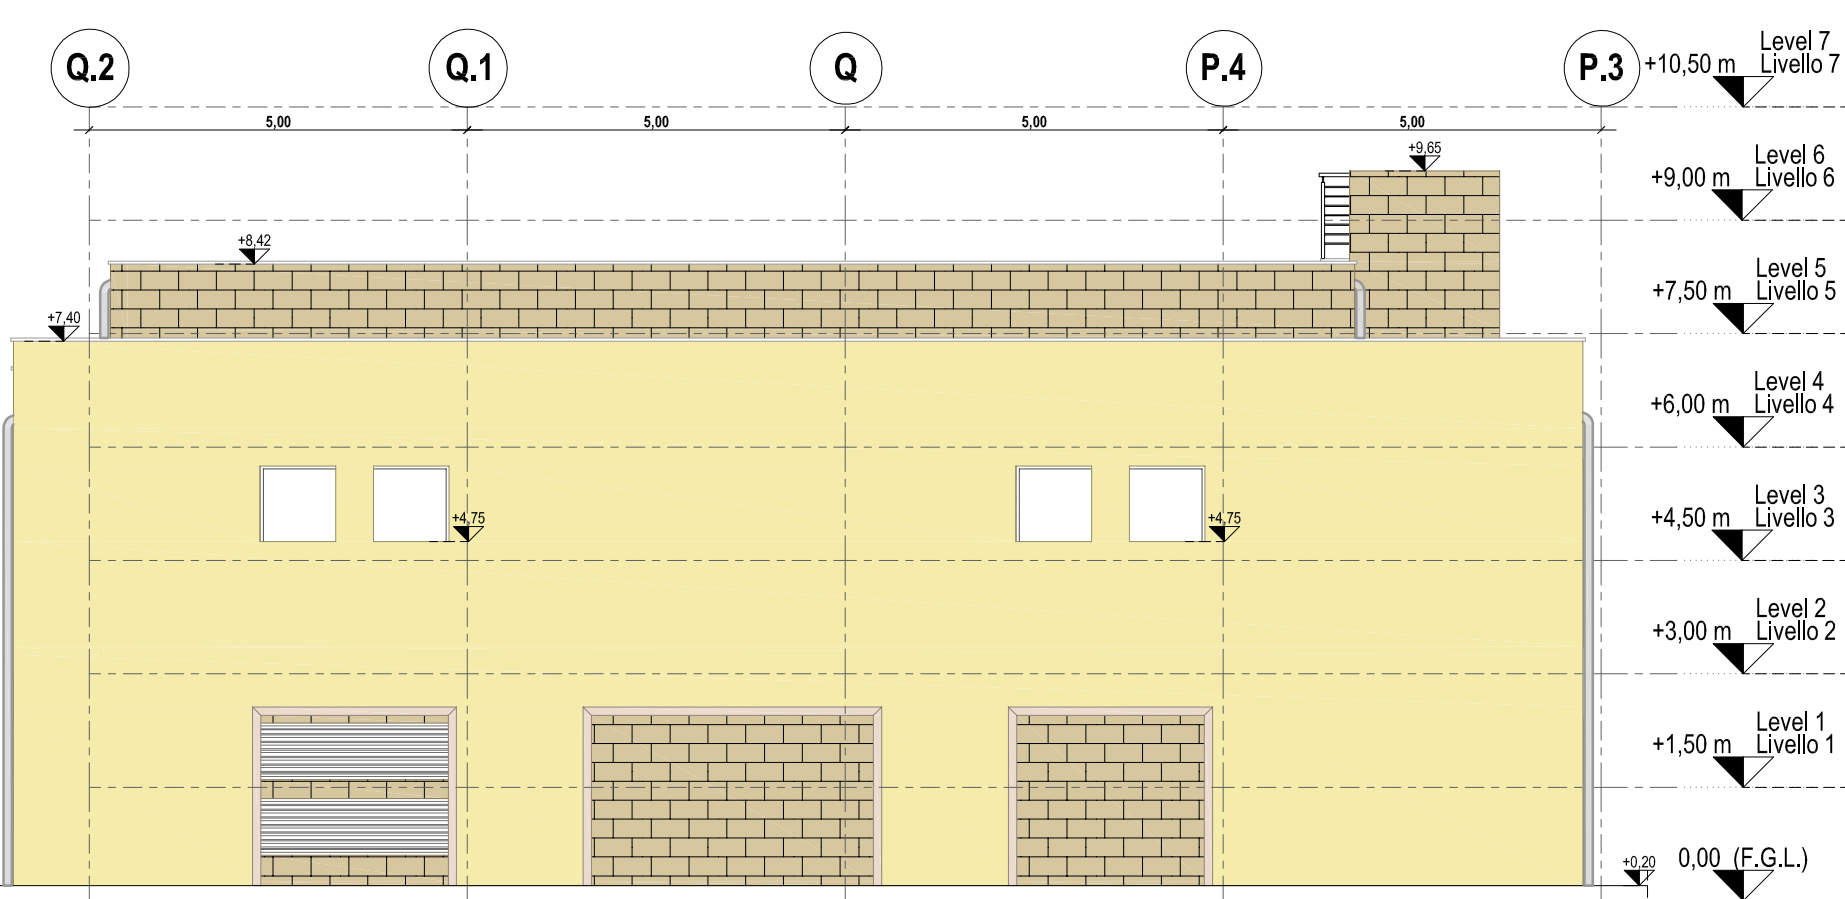 Q.2
Q.1
Q
P.4
P.3
Level 7
+10,50 m Livello 7
5,00
5,00
5,00
5,00
+9,65
Level 6
+9,00 m Livello 6
+8,42
Level 5
+7,50 m Livello 5
+7,40
Level 4
+6,00 m Livello 4
Level 3
+4,50 m Livello 3
+4,75
+4,75
Level 2
+3,00 m Livello 2
Level 1
+1,50 m Livello 1
+0,20
0,00 (F.G.L.)